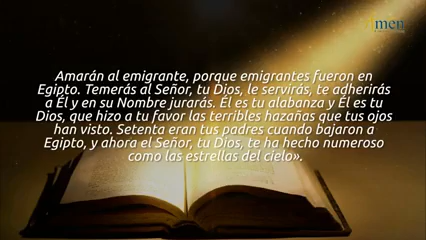 Amen
Amarán al emigrante, porque emigrantes fueron en
Egipto. Temerás al Señor, tu Dios, le servirás, te adherirás
a Él y en su Nombre jurarás. Él es tu alabanza y Él es tu
Dios, que hizo a tu favor las terribles hazañas que tus ojos
han visto. Setenta eran tus padres cuando bajaron a
Egipto, y ahora el Señor, tu Dios, te ha hecho numeroso
como las estrellas del cielo».